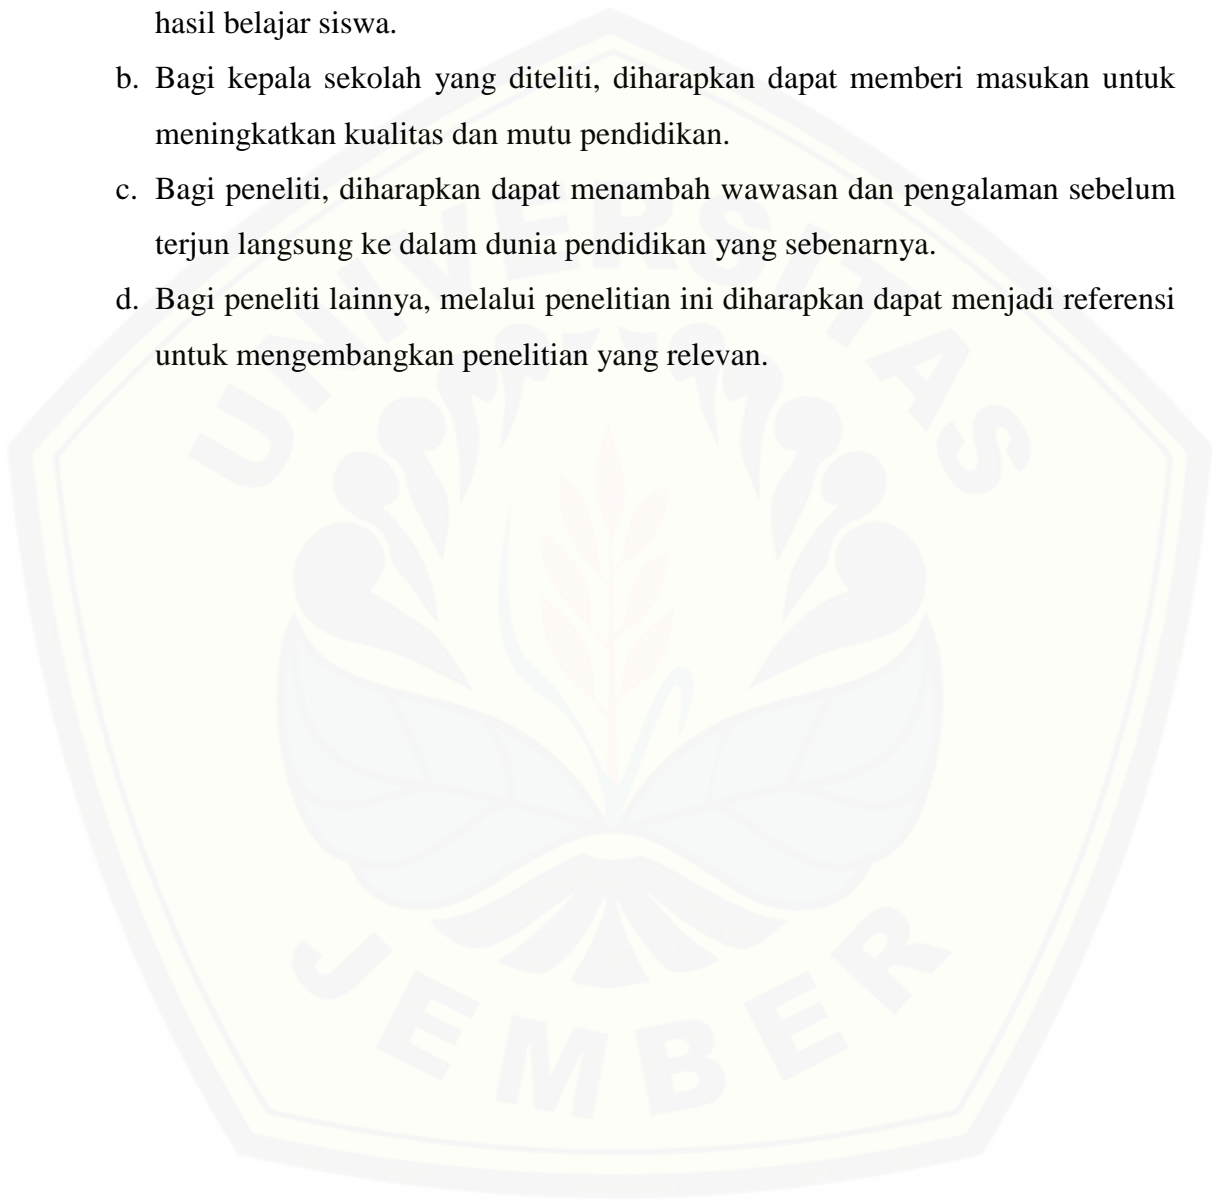 hasil belajar siswa.
b. Bagi kepala sekolah yang diteliti, diharapkan dapat memberi masukan untuk
meningkatkan kualitas dan mutu pendidikan.
c. Bagi peneliti, diharapkan dapat menambah wawasan dan pengalaman sebelum
terjun langsung ke dalam dunia pendidikan yang sebenarnya.
d. Bagi peneliti lainnya, melalui penelitian ini diharapkan dapat menjadi referensi
untuk mengembangkan penelitian yang relevan.
UNIVERSITAS
JEMBER